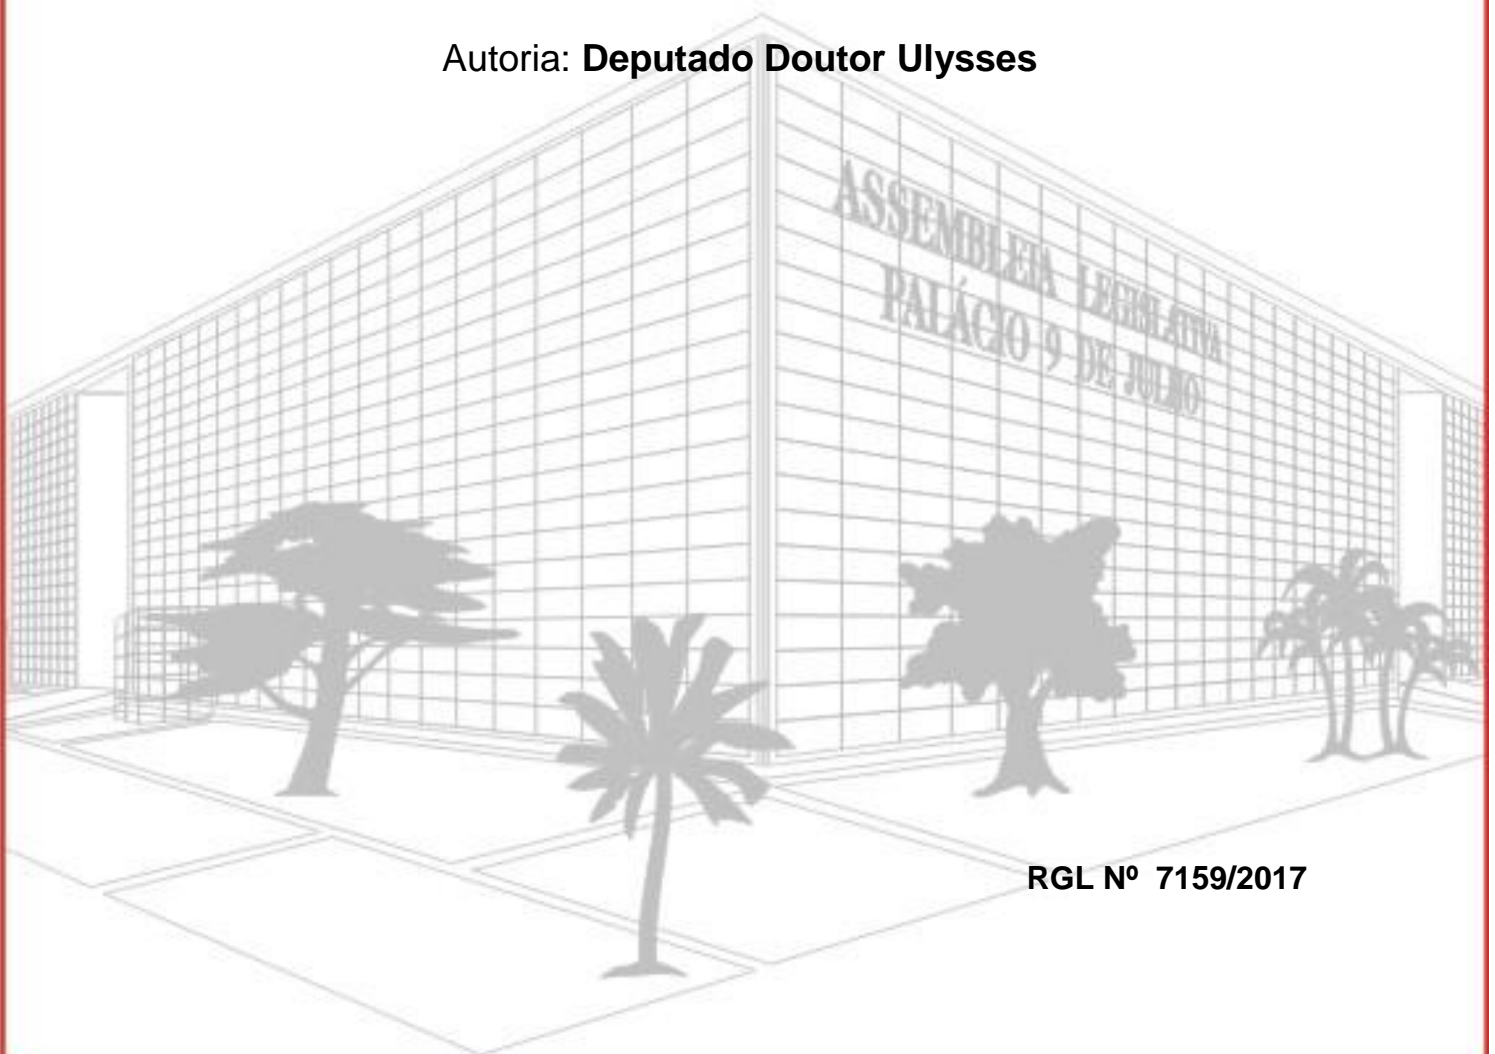 Autoria: Deputado Doutor Ulysses
ASSEMBLEIA LEGISLATIVA
PALÁCIO 9 DE JULHO
RGL Nº 7159/2017